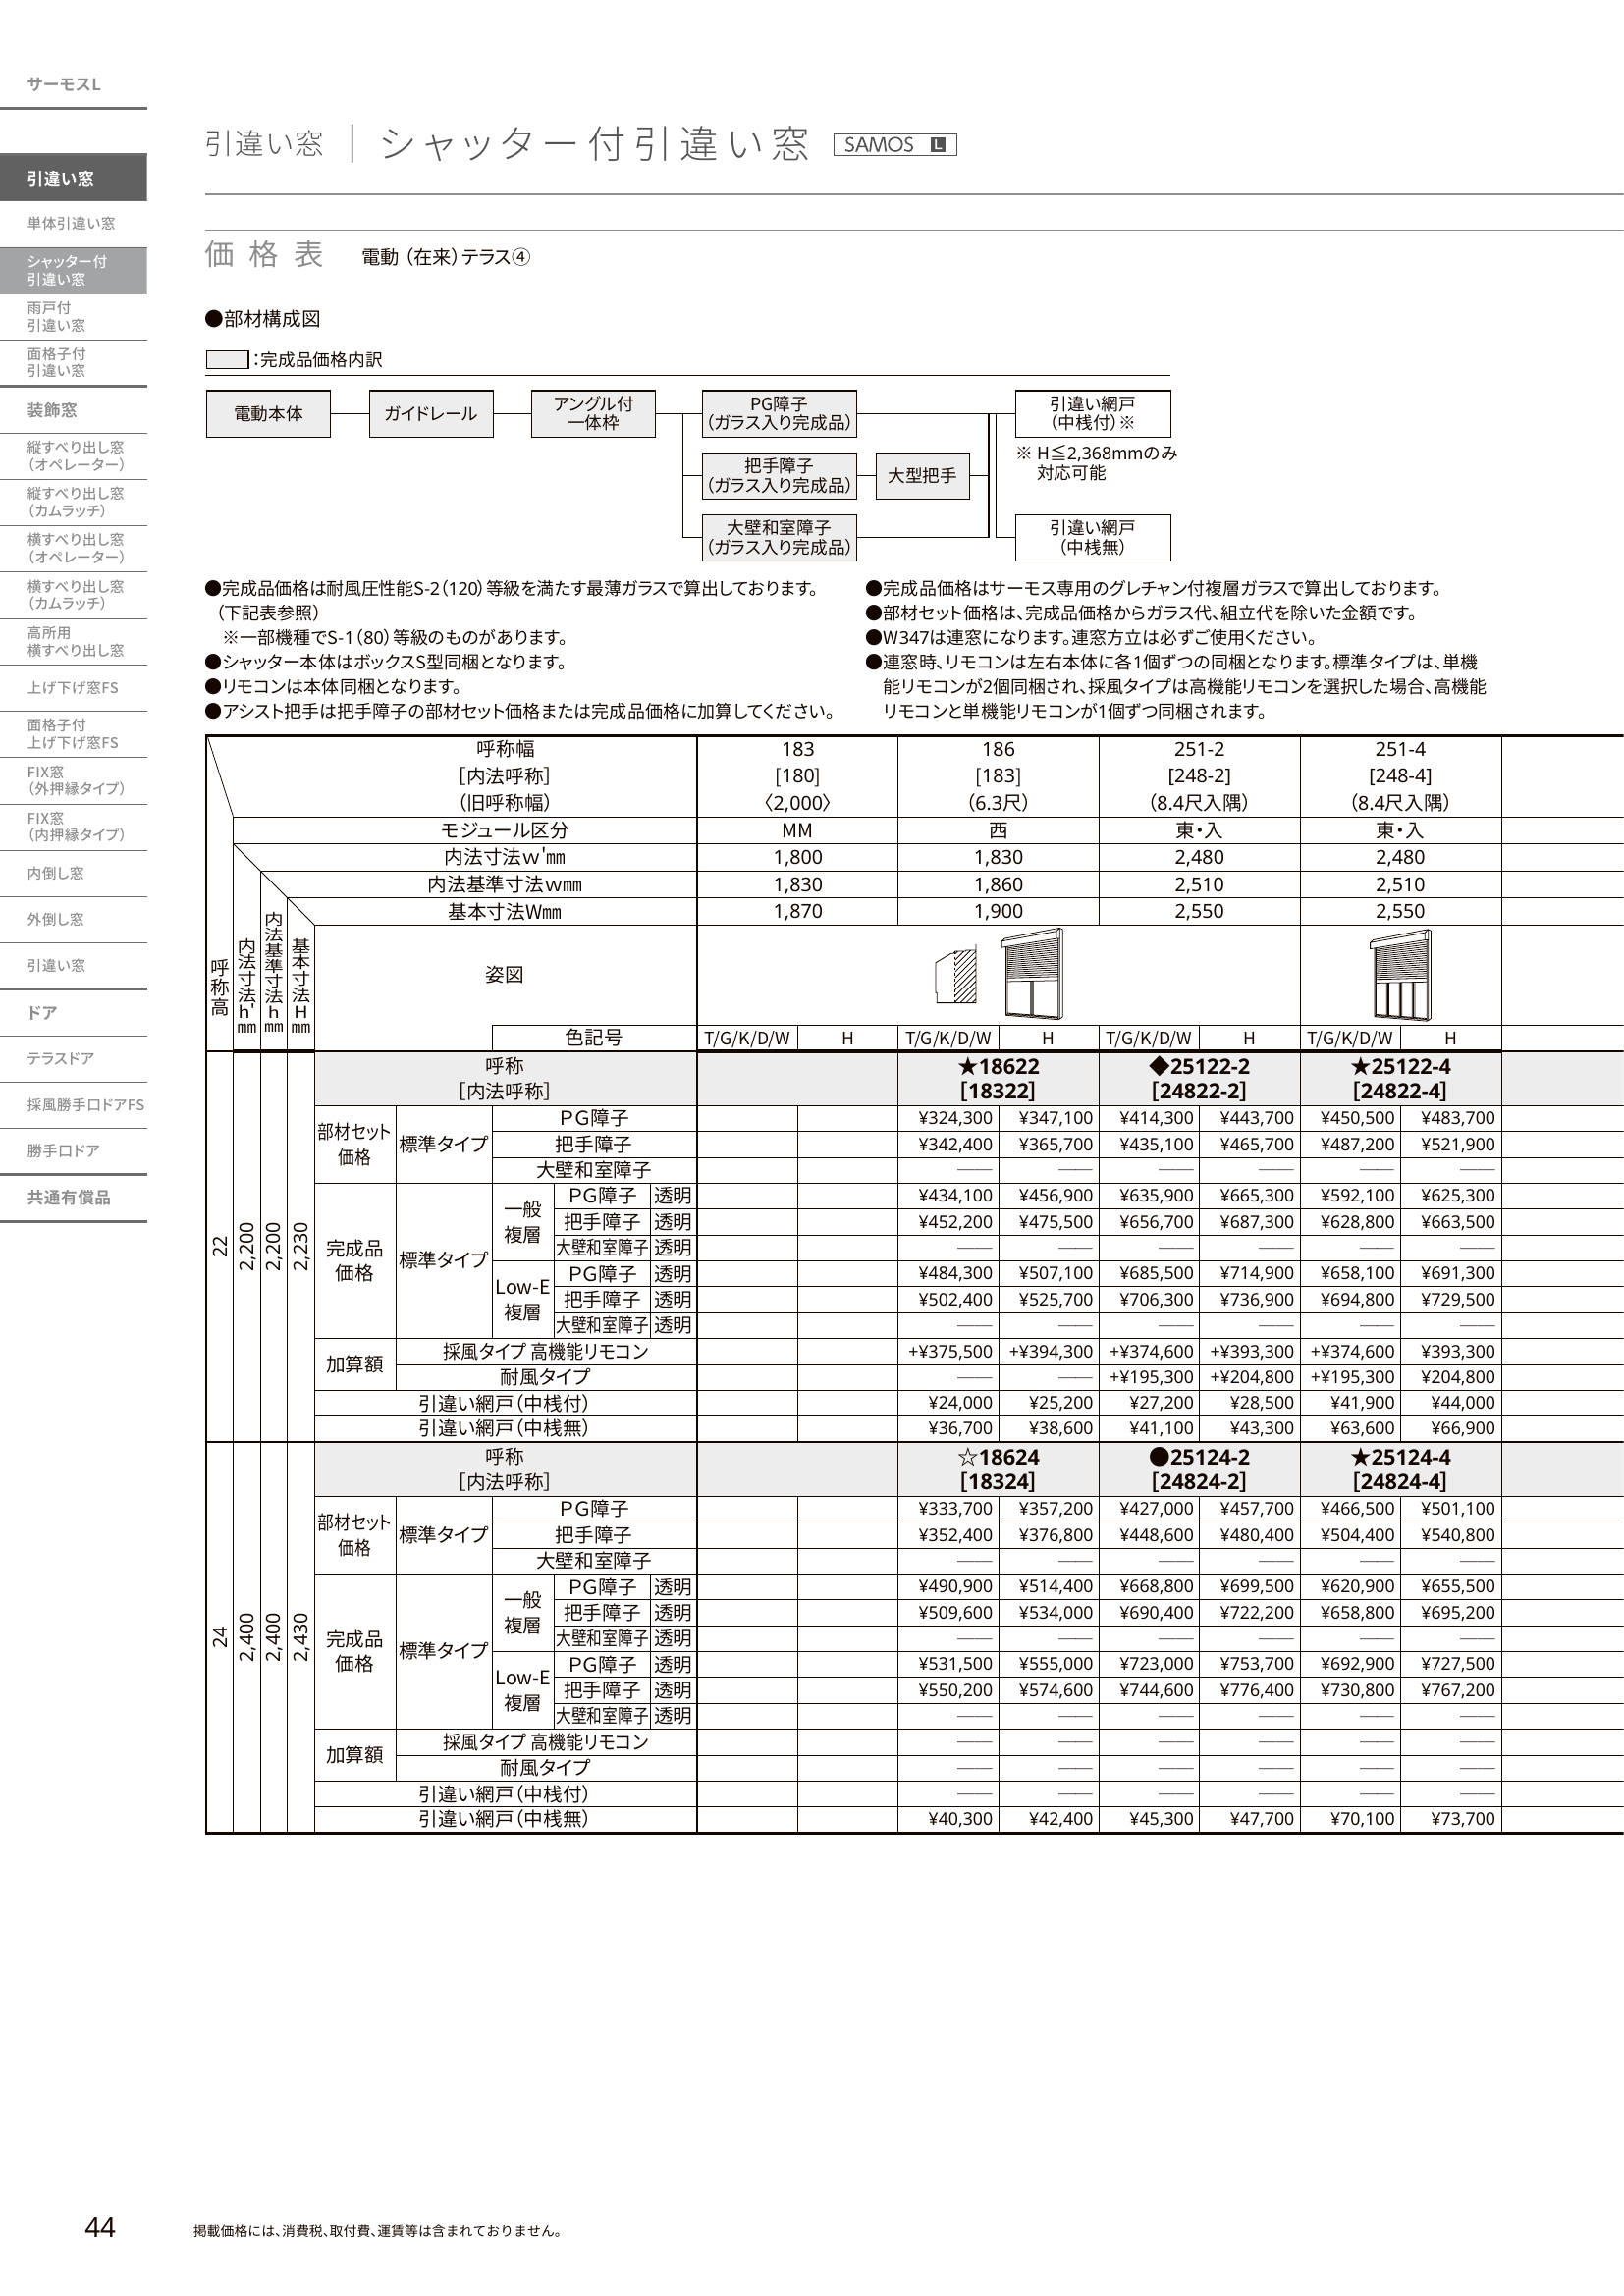 サーモスL
引違い窓
単体引違い窓
シャッター付
引違い窓
雨戸付
引違い窓
面格子付
引違い窓
装飾窓
縦すべり出し窓
（オペレーター）
縦すべり出し窓
（カムラッチ）
横すべり出し窓
（オペレーター）
横すべり出し窓
（カムラッチ）
高所用
横すべり出し窓
上げ下げ窓FS
面格子付
上げ下げ窓FS
FIX窓
（外押縁タイプ）
FIX窓
（内押縁タイプ）
内倒し窓
外倒し窓
引違い窓
ドア
テラスドア
採風勝手口ドアFS
勝手口ドア
共通有償品
引違い窓｜シャッター付引違い窓 SAMOS L
価格表 電動（在来）テラス④
●部材構成図
：完成品価格内訳
電動本体 ガイドレール アングル付 一体枠 PG障子 （ガラス入り完成品） 引違い網戸 （中桟付）※
※ H≦2,368mmのみ
対応可能
把手障子 （ガラス入り完成品） 大型把手
大壁和室障子 （ガラス入り完成品） 引違い網戸 （中桟無）
●完成品価格は耐風圧性能S-2（120）等級を満たす最薄ガラスで算出しております。
（下記表参照）
※一部機種でS-1（80）等級のものがあります。
●シャッター本体はボックスS型同梱となります。
●リモコンは本体同梱となります。
●アシスト把手は把手障子の部材セット価格または完成品価格に加算してください。
●完成品価格はサーモス専用のグレチャン付複層ガラスで算出しております。
●部材セット価格は、完成品価格からガラス代、組立代を除いた金額です。
●W347は連窓になります。連窓方立は必ずご使用ください。
●連窓時、リモコンは左右本体に各1個ずつの同梱となります。標準タイプは、単機
能リモコンが2個同梱され、採風タイプは高機能リモコンを選択した場合、高機能
リモコンと単機能リモコンが1個ずつ同梱されます。
呼称幅 183 186 251-2 251-4
［内法呼称］ [180] [183] [248-2] [248-4]
（旧呼称幅） 〈2,000〉 （6.3尺） （8.4尺入隅） （8.4尺入隅）
モジュール区分 MM 西 東・入 東・入
内法寸法w'mm 1,800 1,830 2,480 2,480
内法基準寸法wmm 1,830 1,860 2,510 2,510
基本寸法Wmm 1,870 1,900 2,550 2,550
呼称高 内法寸法h'mm 内法基準寸法hmm 基本寸法Hmm
姿図
色記号 T/G/K/D/W H T/G/K/D/W H T/G/K/D/W H T/G/K/D/W H
22 2,200 2,200 2,230
呼称 ★18622 ◆25122-2 ★25122-4
［内法呼称］ [18322] [24822-2] [24822-4]
部材セット価格 標準タイプ PG障子 ¥324,300 ¥347,100 ¥414,300 ¥443,700 ¥450,500 ¥483,700
把手障子 ¥342,400 ¥365,700 ¥435,100 ¥465,700 ¥487,200 ¥521,900
大壁和室障子 —— —— —— —— —— ——
完成品価格 標準タイプ 一般複層 PG障子 透明 ¥434,100 ¥456,900 ¥635,900 ¥665,300 ¥592,100 ¥625,300
把手障子 透明 ¥452,200 ¥475,500 ¥656,700 ¥687,300 ¥628,800 ¥663,500
大壁和室障子 透明 —— —— —— —— —— ——
Low-E複層 PG障子 透明 ¥484,300 ¥507,100 ¥685,500 ¥714,900 ¥658,100 ¥691,300
把手障子 透明 ¥502,400 ¥525,700 ¥706,300 ¥736,900 ¥694,800 ¥729,500
大壁和室障子 透明 —— —— —— —— —— ——
加算額 採風タイプ 高機能リモコン +¥375,500 +¥394,300 +¥374,600 +¥393,300 +¥374,600 ¥393,300
耐風タイプ —— —— +¥195,300 +¥204,800 +¥195,300 ¥204,800
引違い網戸（中桟付） ¥24,000 ¥25,200 ¥27,200 ¥28,500 ¥41,900 ¥44,000
引違い網戸（中桟無） ¥36,700 ¥38,600 ¥41,100 ¥43,300 ¥63,600 ¥66,900
24 2,400 2,400 2,430
呼称 ☆18624 ●25124-2 ★25124-4
［内法呼称］ [18324] [24824-2] [24824-4]
部材セット価格 標準タイプ PG障子 ¥333,700 ¥357,200 ¥427,000 ¥457,700 ¥466,500 ¥501,100
把手障子 ¥352,400 ¥376,800 ¥448,600 ¥480,400 ¥504,400 ¥540,800
大壁和室障子 —— —— —— —— —— ——
完成品価格 標準タイプ 一般複層 PG障子 透明 ¥490,900 ¥514,400 ¥668,800 ¥699,500 ¥620,900 ¥655,500
把手障子 透明 ¥509,600 ¥534,000 ¥690,400 ¥722,200 ¥658,800 ¥695,200
大壁和室障子 透明 —— —— —— —— —— ——
Low-E複層 PG障子 透明 ¥531,500 ¥555,000 ¥723,000 ¥753,700 ¥692,900 ¥727,500
把手障子 透明 ¥550,200 ¥574,600 ¥744,600 ¥776,400 ¥730,800 ¥767,200
大壁和室障子 透明 —— —— —— —— —— ——
加算額 採風タイプ 高機能リモコン —— —— —— —— —— ——
耐風タイプ —— —— —— —— —— ——
引違い網戸（中桟付） —— —— —— —— —— ——
引違い網戸（中桟無） ¥40,300 ¥42,400 ¥45,300 ¥47,700 ¥70,100 ¥73,700
44 掲載価格には、消費税、取付費、運賃等は含まれておりません。